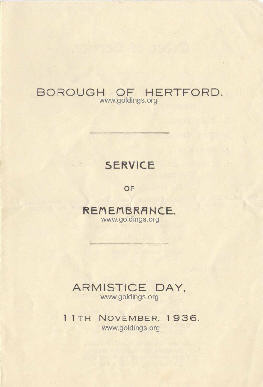 BOROUGH OF HERTFORD.
www.goldings.org
SERVICE
OF
REMEMBRANCE.
www.goldings.org
ARMISTICE DAY,
www.goldings.org
11TH NOVEMBER, 1936.
www.goldings.org